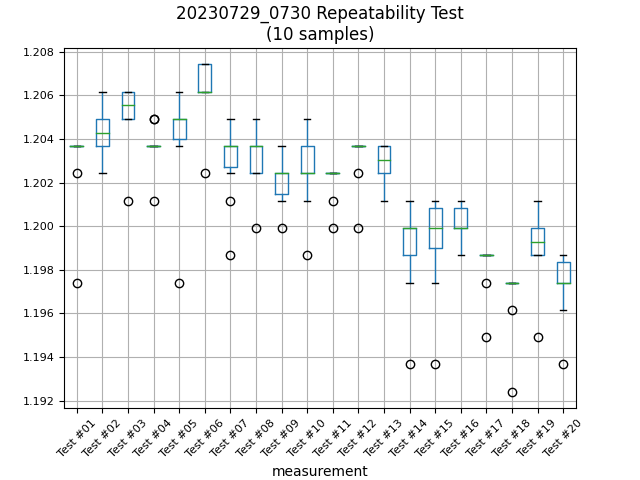 20230729_0730 Repeatability Test
(10 samples)
1.208
1.206
1.204
1.202
1.200
1.198
1.196
1.194
1.192
Test #01
Test #02
Test #03
Test #04
Test #05
Test #06
Test #07
Test #08
Test #09
Test #10
Test #11
Test #12
Test #13
Test #14
Test #15
Test #16
Test #17
Test #18
Test #19
Test #20
measurement